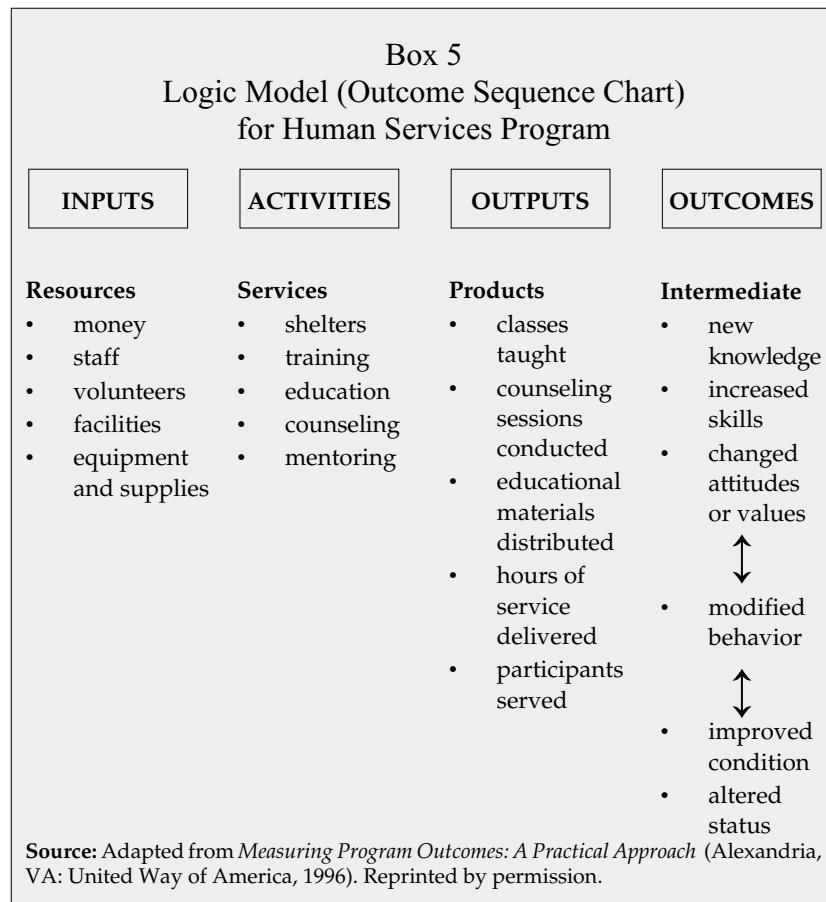 Box 5
Logic Model (Outcome Sequence Chart)
for Human Services Program
INPUTS
ACTIVITIES
OUTPUTS
OUTCOMES
Resources
• money
• staff
• volunteers
• facilities
• equipment
and supplies
Services
• shelters
• training
• education
• counseling
• mentoring
Products
• classes
taught
• counseling
sessions
conducted
• educational
materials
distributed
• hours of
service
delivered
• participants
served
Intermediate
• new
knowledge
• increased
skills
• changed
attitudes
or values
• modified
behavior
• improved
condition
• altered
status
Source: Adapted from Measuring Program Outcomes: A Practical Approach (Alexandria,
VA: United Way of America, 1996). Reprinted by permission.